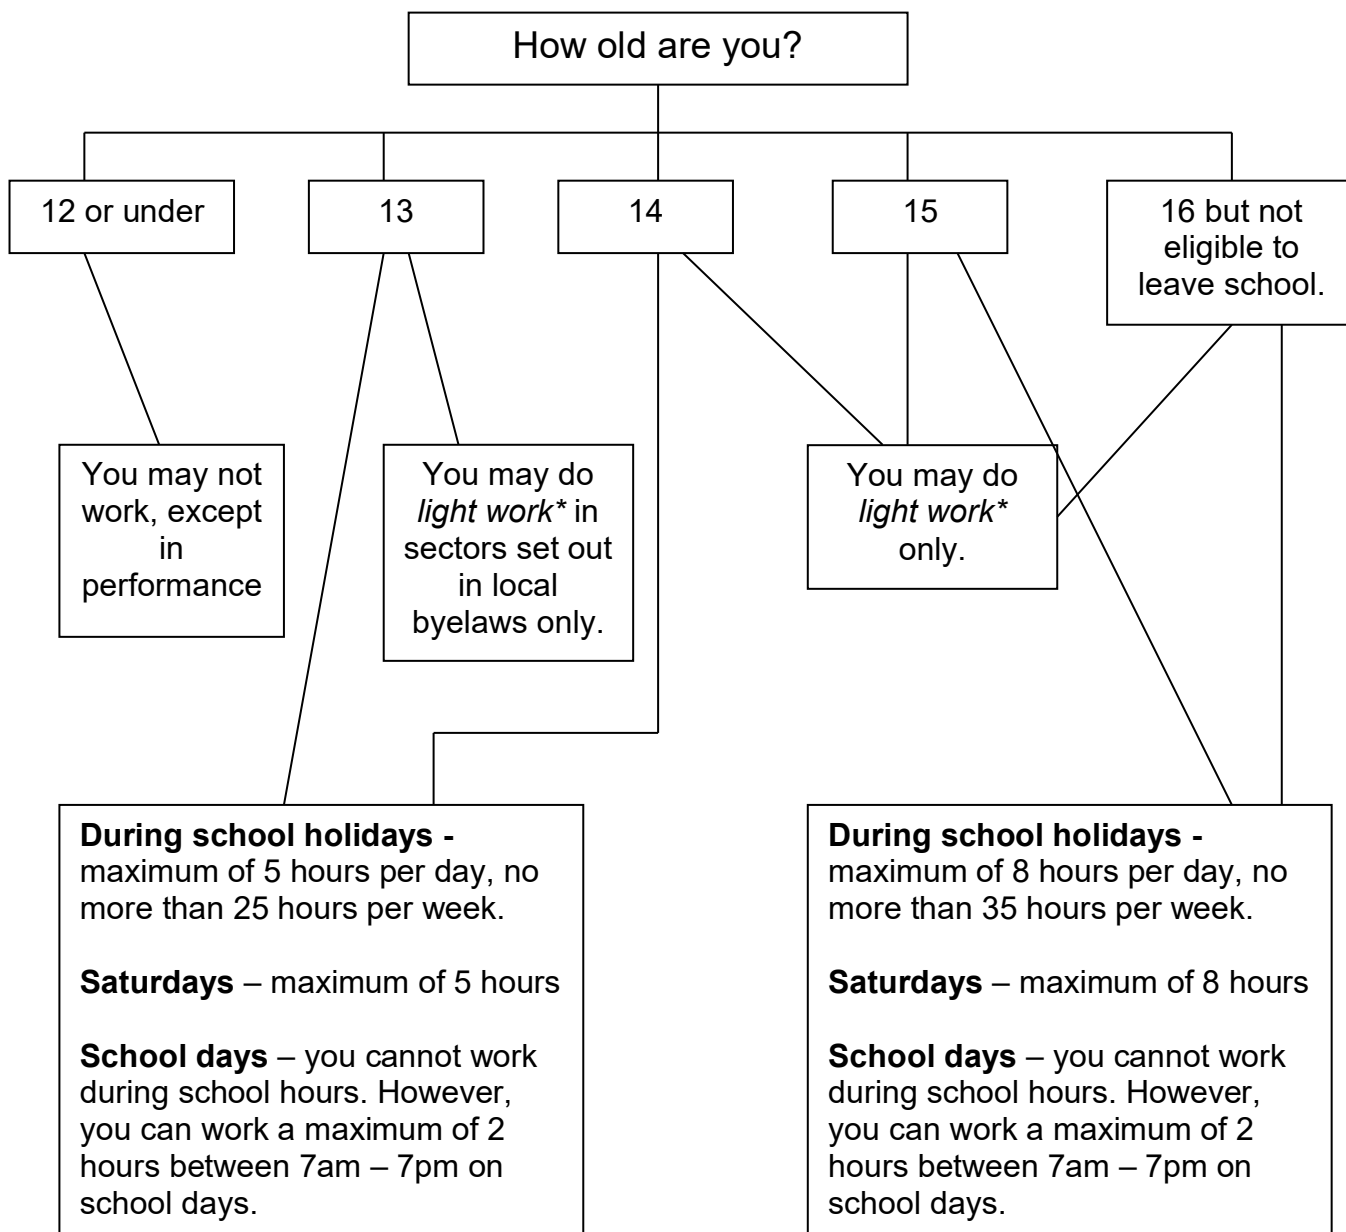 How old are you?
12 or under
13
14
15
16 but not
eligible to
leave school.
You may not
work, except
in
performance
You may do
light work* in
sectors set out
in local
byelaws only.
You may do
light work*
only.
During school holidays -
maximum of 5 hours per day, no
more than 25 hours per week.
Saturdays – maximum of 5 hours
School days – you cannot work
during school hours. However,
you can work a maximum of 2
hours between 7am – 7pm on
school days.
During school holidays -
maximum of 8 hours per day, no
more than 35 hours per week.
Saturdays – maximum of 8 hours
School days – you cannot work
during school hours. However,
you can work a maximum of 2
hours between 7am – 7pm on
school days.